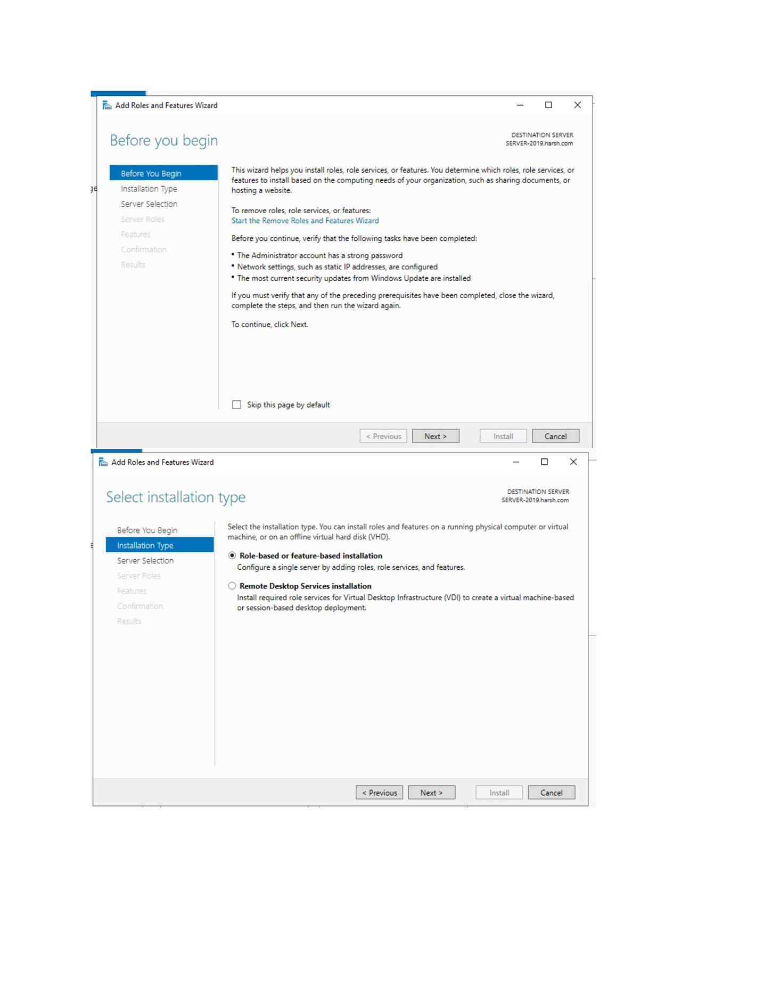 Add Roles and Features Wizard
Before you begin
DESTINATION SERVER
SERVER-2019.harsh.com
Before You Begin
Installation Type
Server Selection
Server Roles
Features
Confirmation
Results
This wizard helps you install roles, role services, or features. You determine which roles, role services, or
features to install based on the computing needs of your organization, such as sharing documents, or
hosting a website.
To remove roles, role services, or features:
Start the Remove Roles and Features Wizard
Before you continue, verify that the following tasks have been completed:
• The Administrator account has a strong password
• Network settings, such as static IP addresses, are configured
• The most current security updates from Windows Update are installed
If you must verify that any of the preceding prerequisites have been completed, close the wizard,
complete the steps, and then run the wizard again.
To continue, click Next.
Skip this page by default
< Previous
Next >
Install
Cancel
Add Roles and Features Wizard
Select installation type
DESTINATION SERVER
SERVER-2019.harsh.com
Before You Begin
Installation Type
Server Selection
Server Roles
Features
Confirmation
Results
Select the installation type. You can install roles and features on a running physical computer or virtual
machine, or on an offline virtual hard disk (VHD).
Role-based or feature-based installation
Configure a single server by adding roles, role services, and features.
Remote Desktop Services installation
Install required role services for Virtual Desktop Infrastructure (VDI) to create a virtual machine-based
or session-based desktop deployment.
< Previous
Next >
Install
Cancel